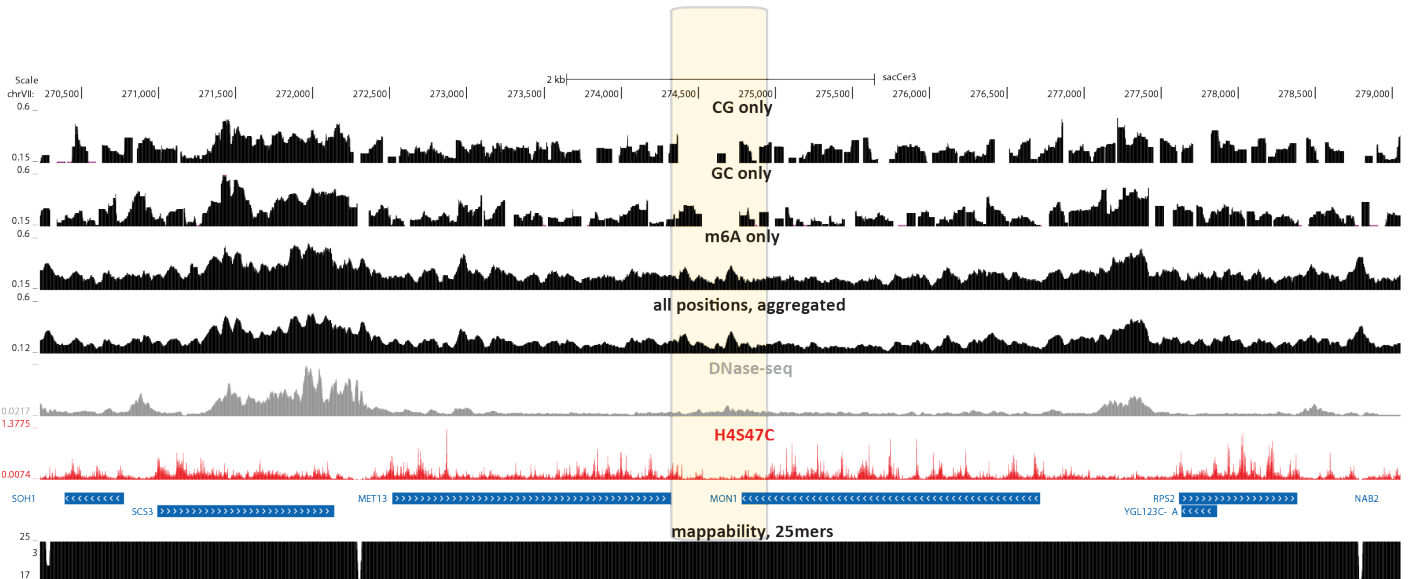 Scale 2 kb sacCer3
chrVII: 270,500 271,000 271,500 272,000 272,500 273,000 273,500 274,000 274,500 275,000 275,500 276,000 276,500 277,000 277,500 278,000 278,500 279,000
0.6 CG only
0.15
0.6 GC only
0.15
0.6 m6A only
0.15
0.6 all positions, aggregated
0.12
DNase-seq
0.0217
1.3775 H4S47C
0.0074
SOH1 MET13 MON1 RPS2 NAB2
SCS3 YGL123C- A
mappability, 25mers
25
3
17